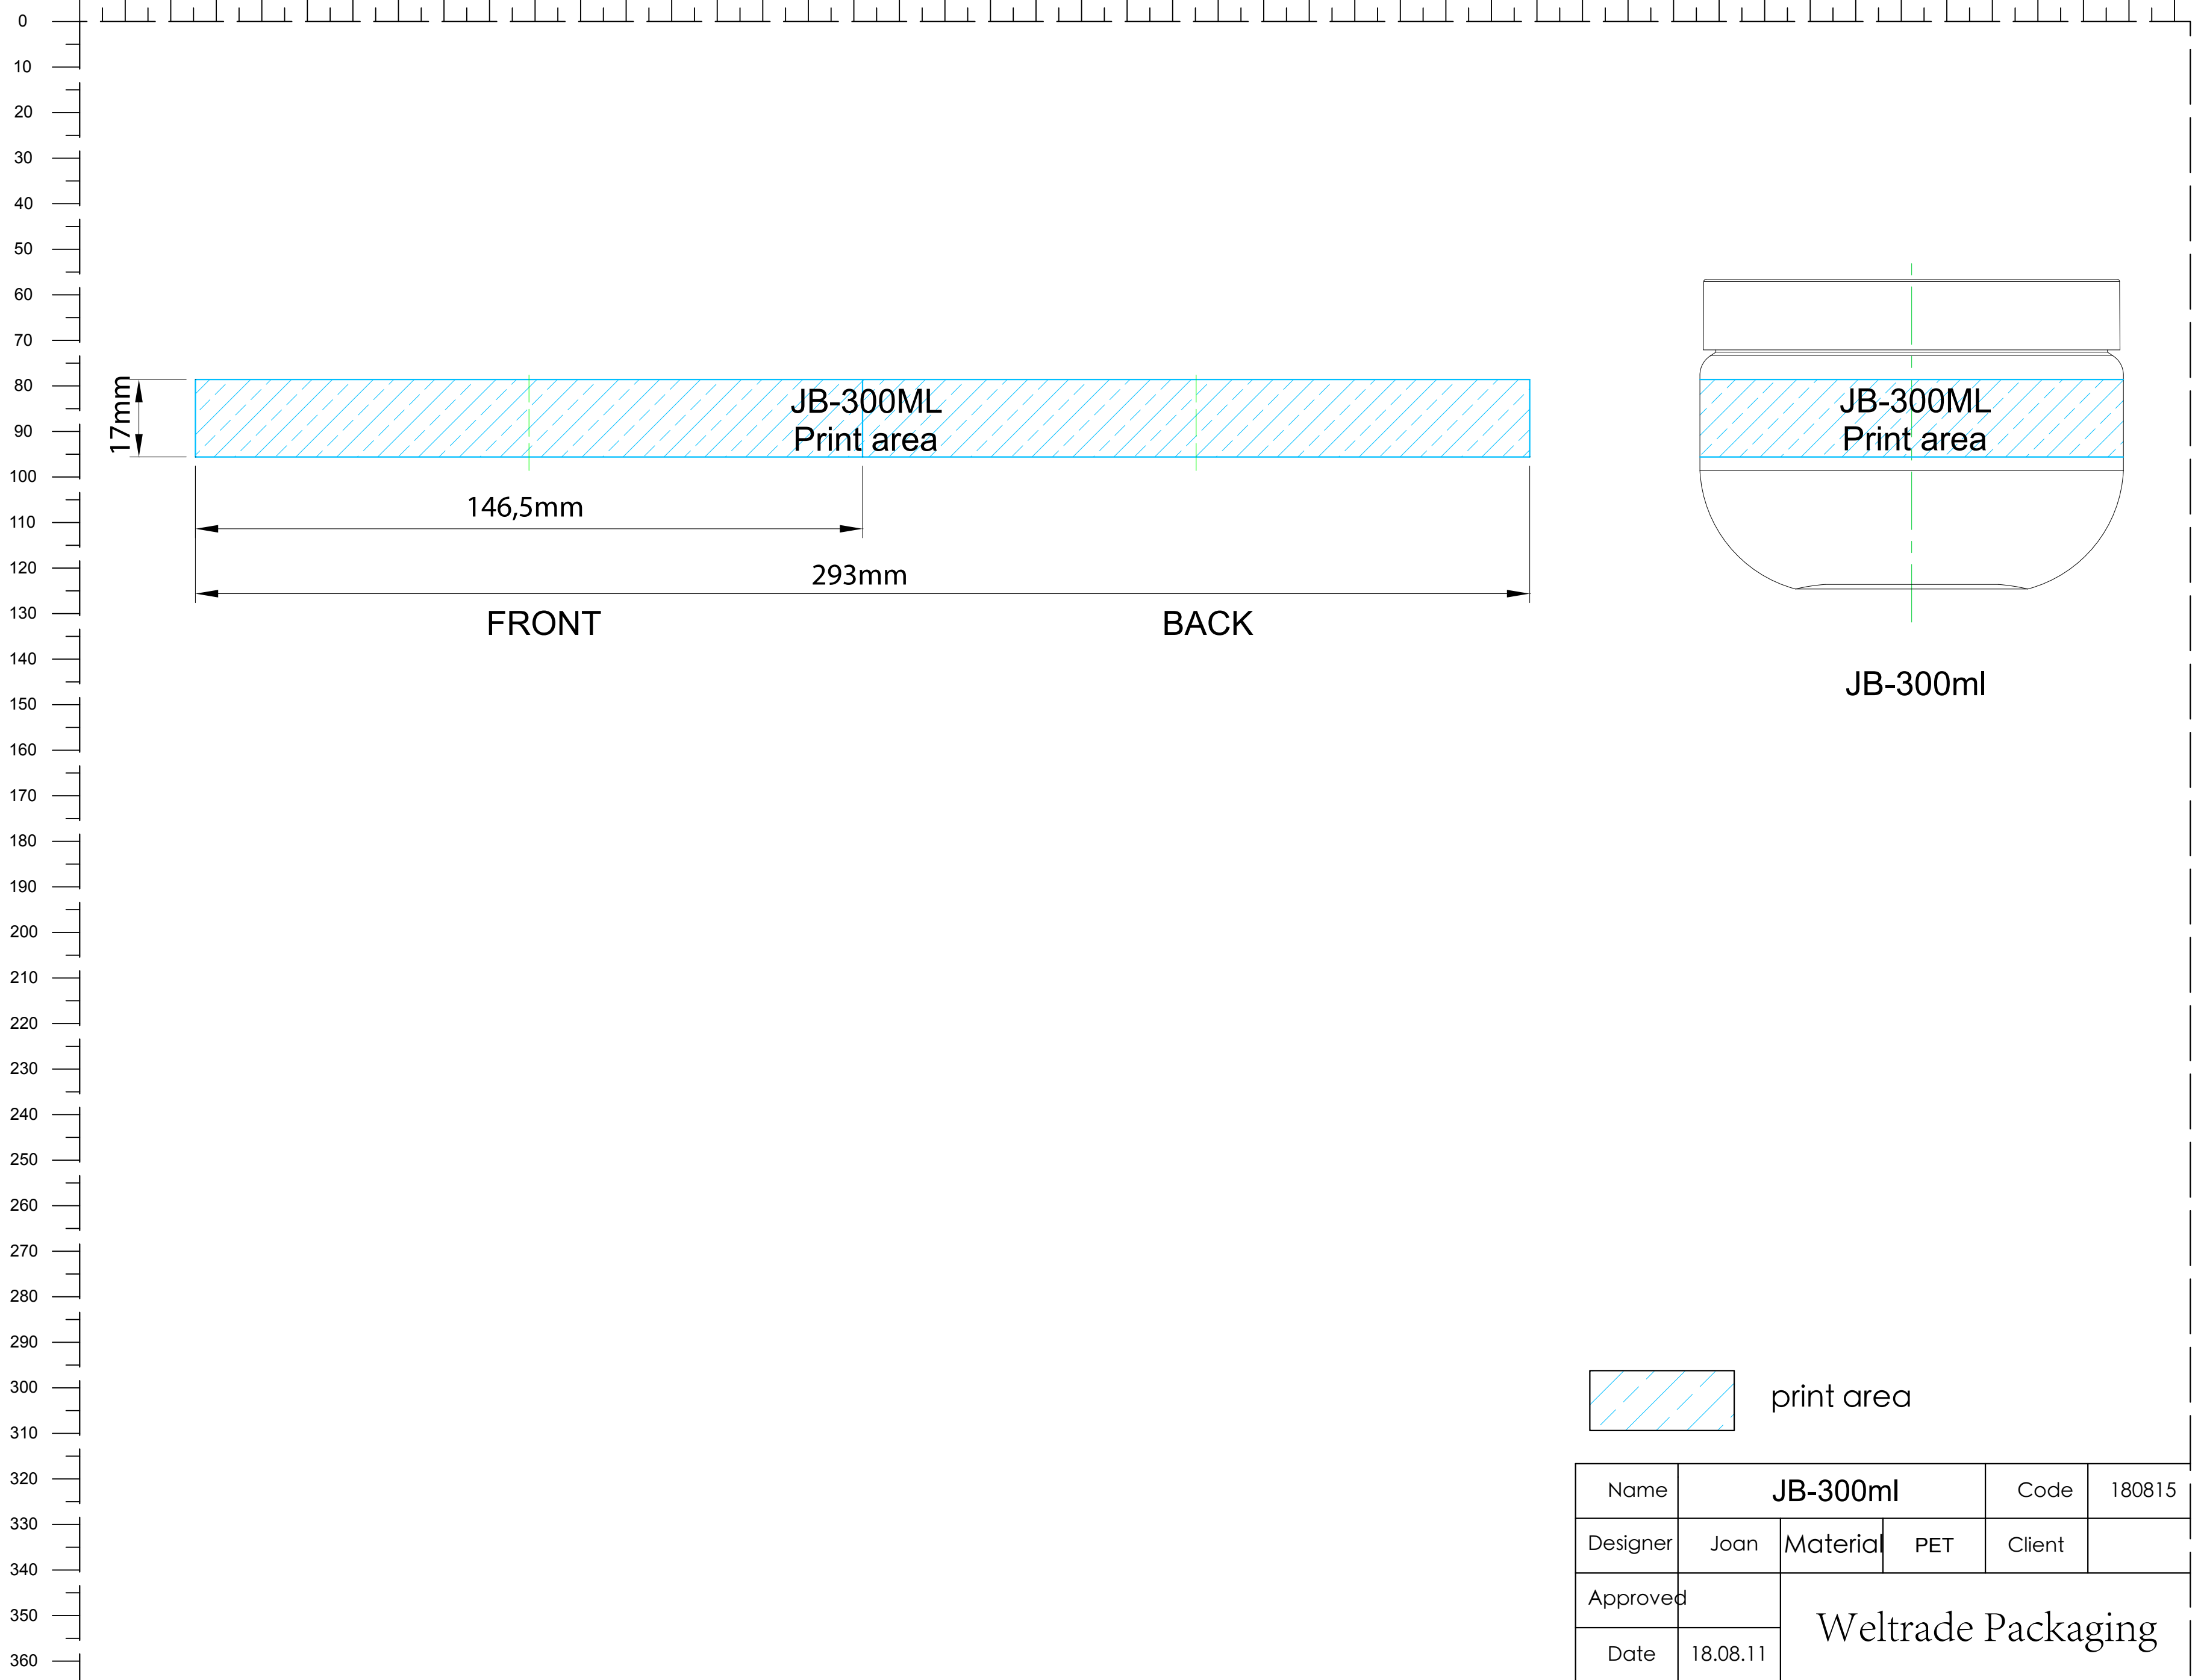 0
10
20
30
40
50
60
70
80
90
100
110
120
130
140
150
160
170
180
190
200
210
220
230
240
250
260
270
280
290
300
310
320
330
340
350
360
17mm
JB-300ML
Print area
146,5mm
293mm
FRONT
BACK
JB-300ML
Print area
JB-300ml
print area
Name JB-300ml Code 180815
Designer Joan Material PET Client
Approved
Date 18.08.11
Weltrade Packaging